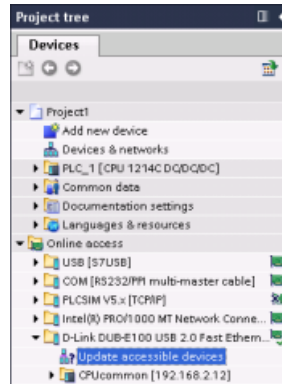 Project tree
Devices
Project1
Add new device
Devices & networks
PLC_1 [CPU 1214C DC/DC/DC]
Common data
Documentation settings
Languages & resources
Online access
USB [S7USB]
COM [RS232/PPI multi-master cable]
PLCSIM V5.x [TCP/IP]
Intel(R) PRO/1000 MT Network Conne...
D-Link DUB-E100 USB 2.0 Fast Ethern...
Update accessible devices
CPUcommon [192.168.2.12]